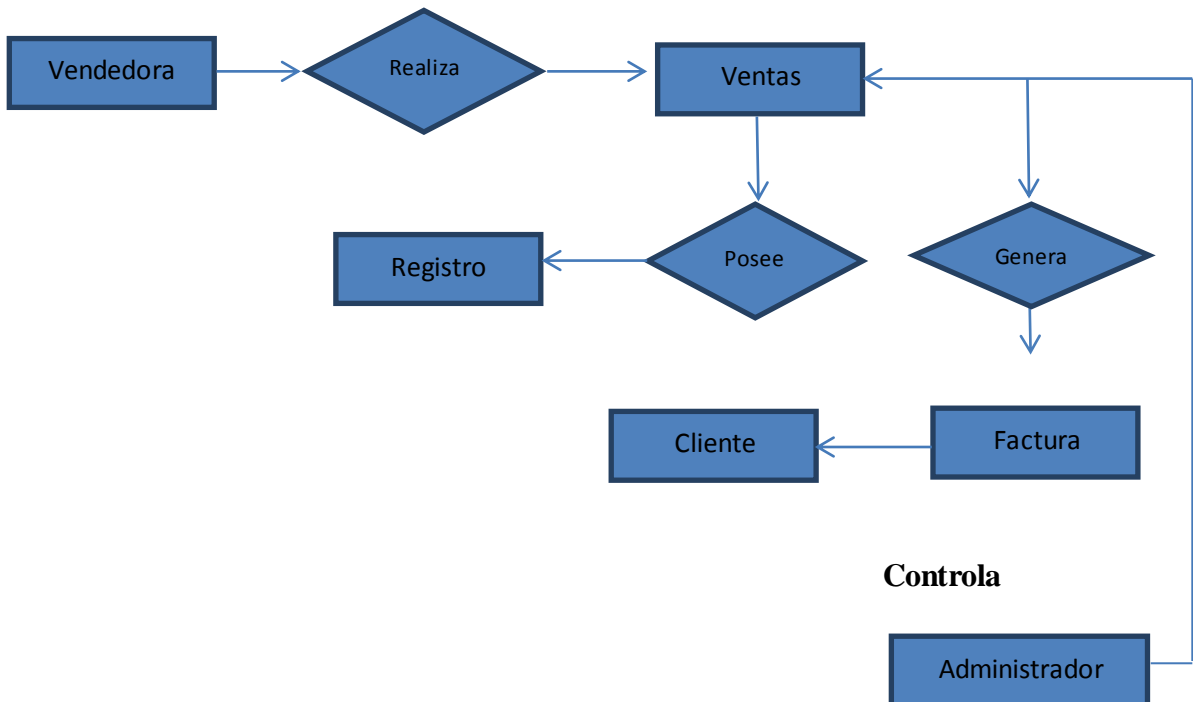 Vendedora
Realiza
Ventas
Registro
Posee
Genera
Cliente
Factura
Controla
Administrador